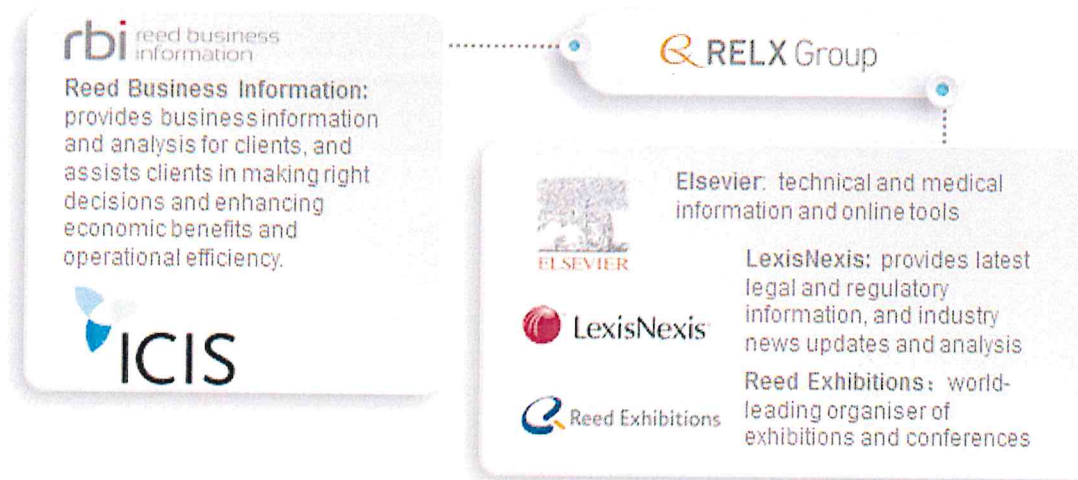 rbi reed business
information
Reed Business Information:
provides business information
and analysis for clients, and
assists clients in making right
decisions and enhancing
economic benefits and
operational efficiency.
ICIS
RELX Group
ELSEVIER
Elsevier: technical and medical
information and online tools
LexisNexis
LexisNexis: provides latest
legal and regulatory
information, and industry
news updates and analysis
Reed Exhibitions
Reed Exhibitions: world-
leading organiser of
exhibitions and conferences